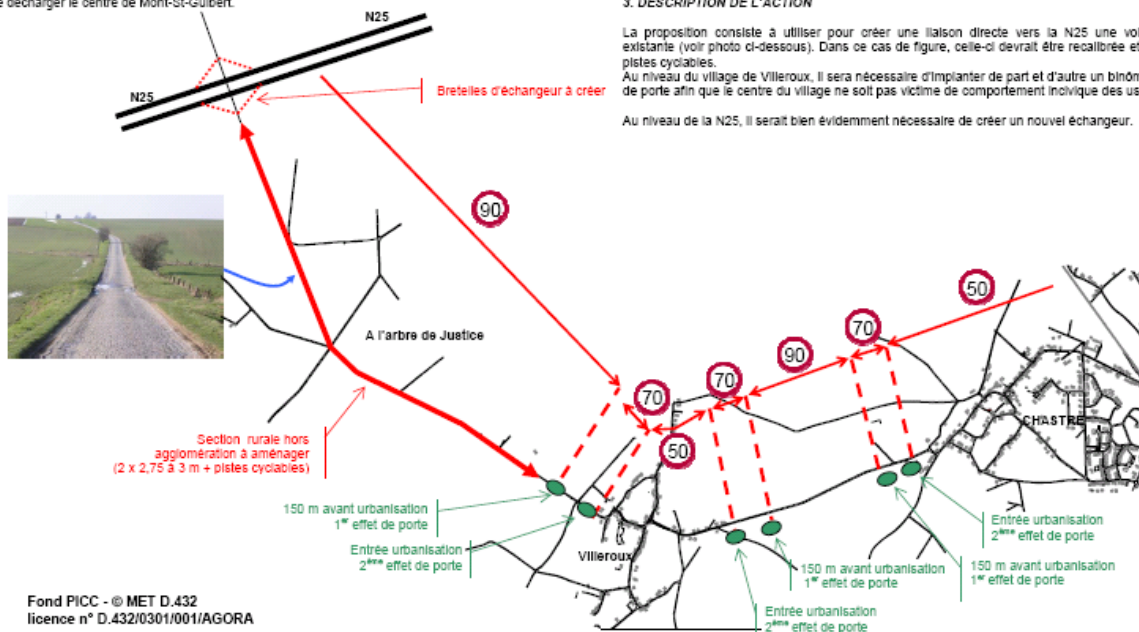 décharger le centre de Mont-St-Guibert.
3. DESCRIPTION DE L'ACTION
La proposition consiste à utiliser pour créer une liaison directe vers la N25 une
existante (voir photo ci-dessous). Dans ce cas de figure, celle-ci devrait être recalibrée et
pistes cyclables.
Au niveau du village de Villeroux, il sera nécessaire d'implanter de part et d'autre un
de porte afin que le centre du village ne soit pas victime de comportement incivique des
Au niveau de la N25, il serait bien évidemment nécessaire de créer un nouvel échangeur.
N25
N25
Bretelles d'échangeur à créer
90
50
70
90
70
70
50
A l'arbre de Justice
CHASTRE
Section rurale hors
agglomération à aménager
(2 x 2,75 à 3 m + pistes cyclables)
150 m avant urbanisation
1er effet de porte
Entrée urbanisation
2ème effet de porte
Villeroux
Entrée urbanisation
2ème effet de porte
150 m avant urbanisation
1er effet de porte
150 m avant urbanisation
1er effet de porte
Entrée urbanisation
2ème effet de porte
Fond PICC - © MET D.432
licence n° D.432/0301/001/AGORA